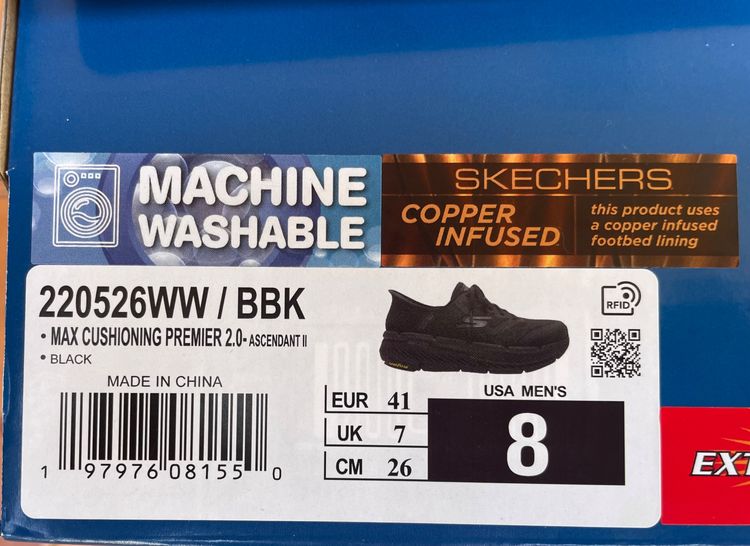 MACHINE
WASHABLE
SKECHERS
COPPER
INFUSED
this product uses
a copper infused
footbed lining
220526WW / BBK
• MAX CUSHIONING PREMIER 2.0- ASCENDANT II
• BLACK
RFID
MADE IN CHINA
1 97976 08155 0
EUR 41
UK 7
CM 26
USA MEN'S
8
EXT